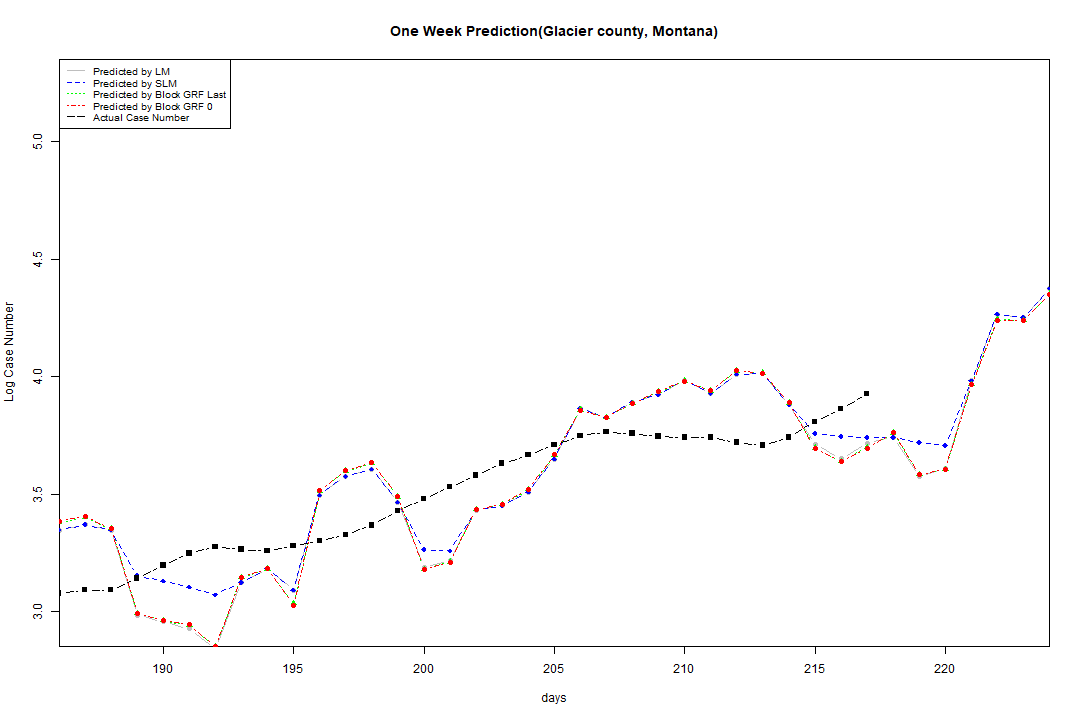 One Week Prediction(Glacier county, Montana)
Predicted by LM
Predicted by SLM
Predicted by Block GRF Last
Predicted by Block GRF 0
Actual Case Number
5.0
4.5
4.0
3.5
3.0
Log Case Number
190 195 200 205 210 215 220
days